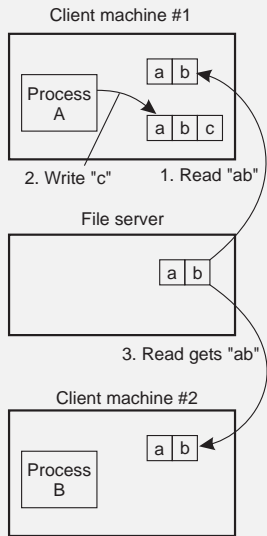 Client machine #1
a b
Process
A
a b c
2. Write "c"
1. Read "ab"
File server
a b
3. Read gets "ab"
Client machine #2
a b
Process
B